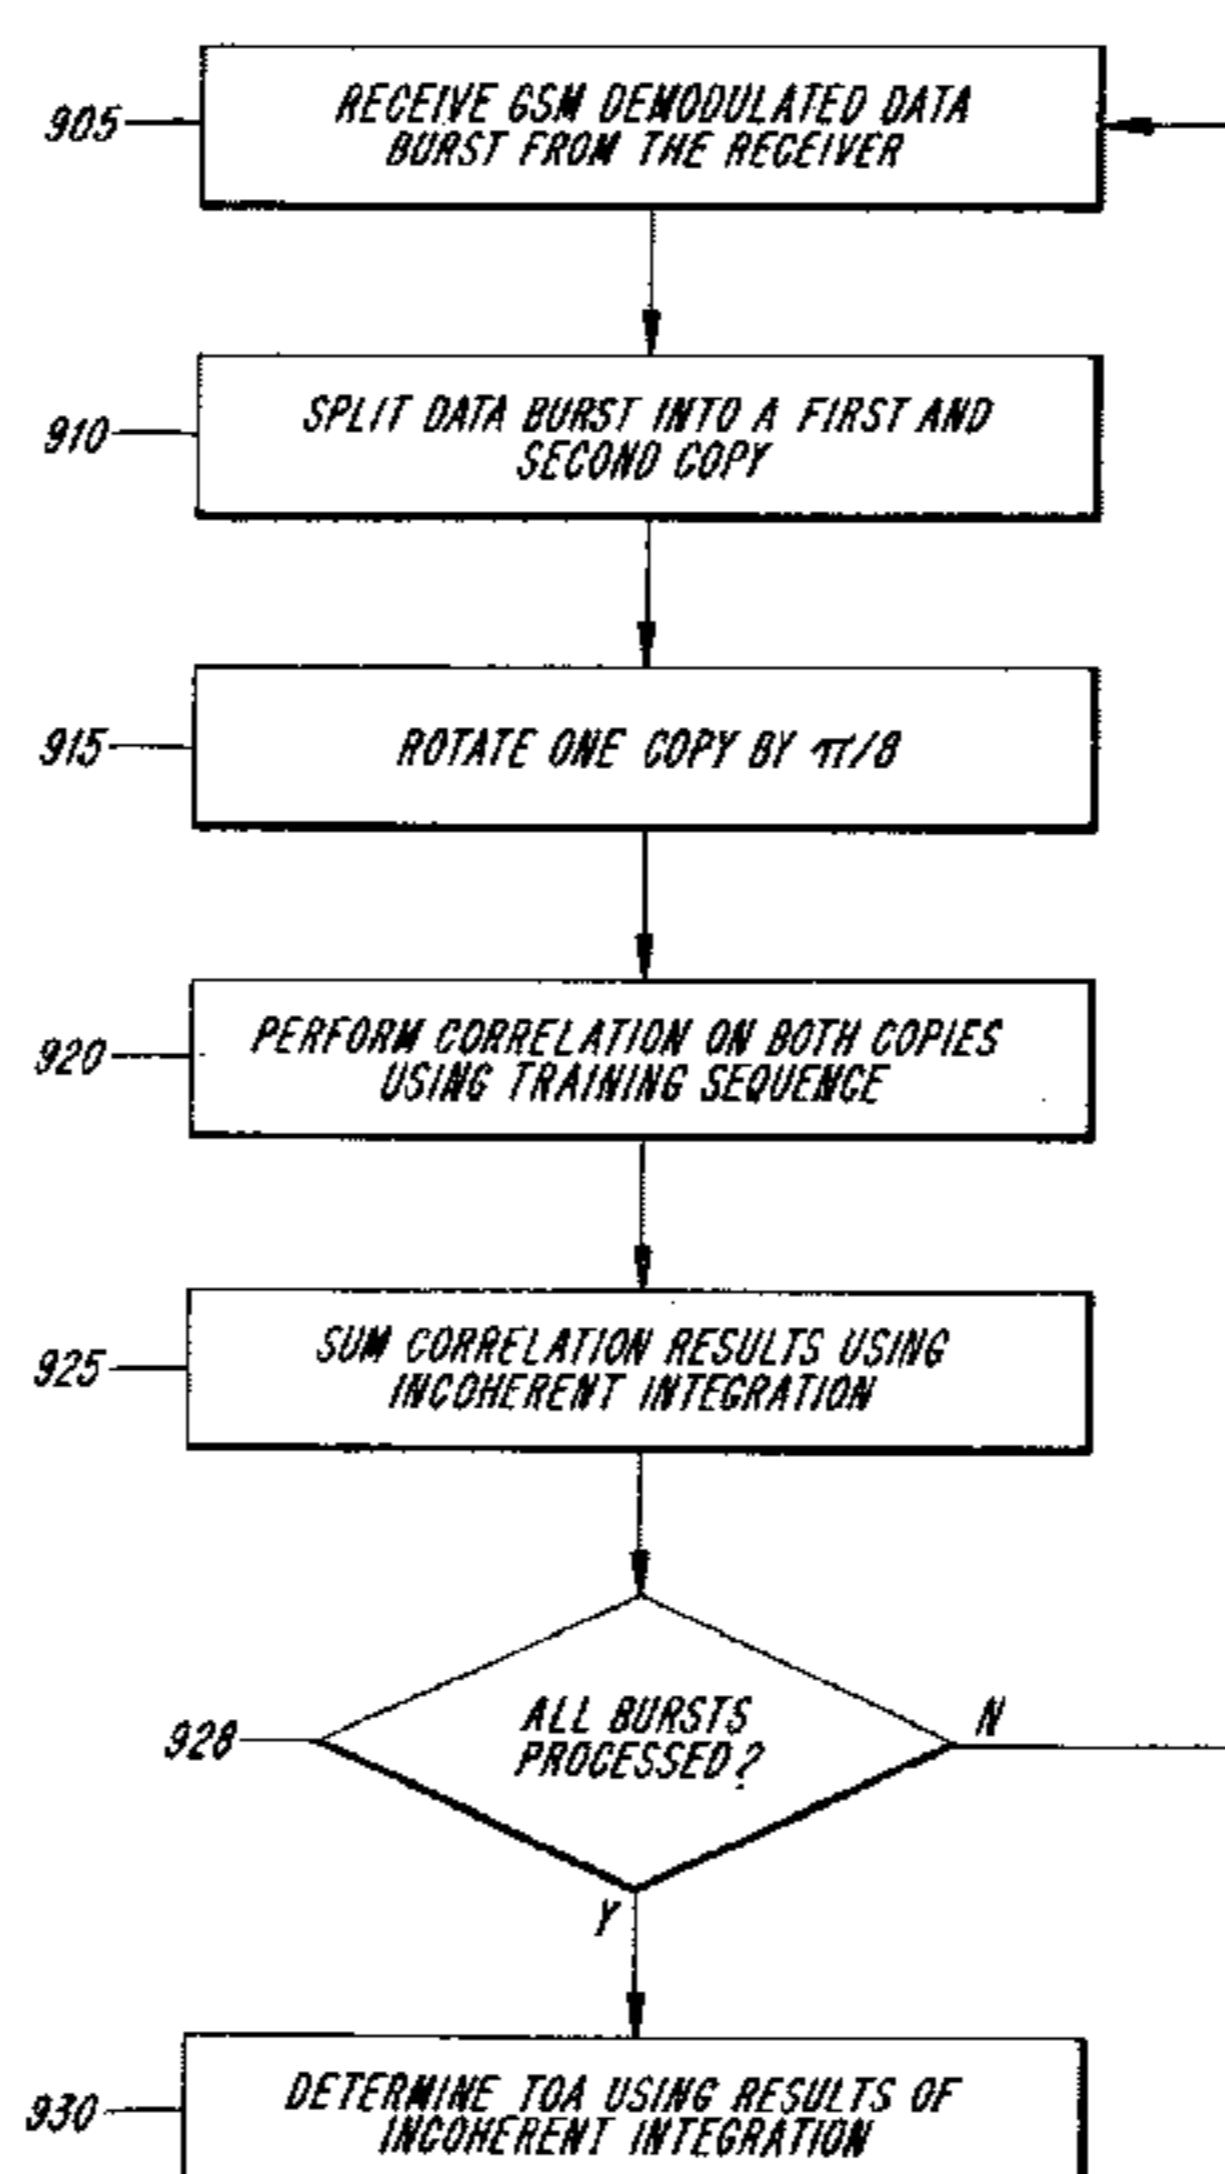 905
RECEIVE GSM DEMODULATED DATA
BURST FROM THE RECEIVER
910
SPLIT DATA BURST INTO A FIRST AND
SECOND COPY
915
ROTATE ONE COPY BY π/8
920
PERFORM CORRELATION ON BOTH COPIES
USING TRAINING SEQUENCE
925
SUM CORRELATION RESULTS USING
INCOHERENT INTEGRATION
928
ALL BURSTS
PROCESSED?
N
Y
930
DETERMINE TOA USING RESULTS OF
INCOHERENT INTEGRATION